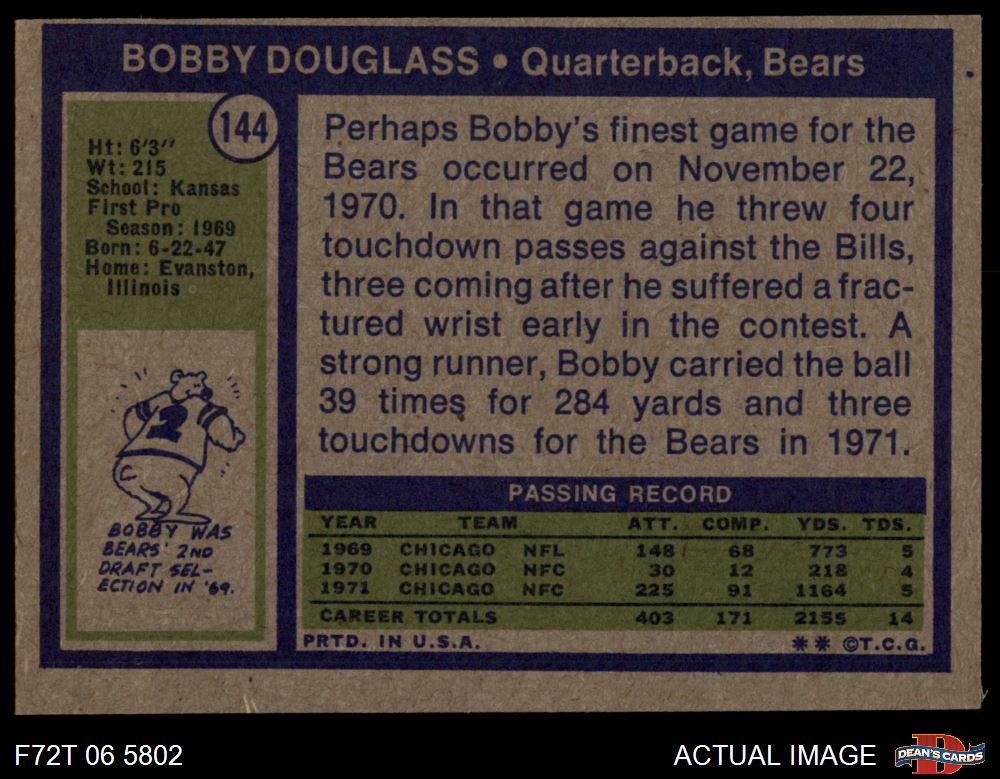 BOBBY DOUGLASS • Quarterback, Bears
144
Ht: 6'3"
Wt: 215
School: Kansas
First Pro
Season: 1969
Born: 6-22-47
Home: Evanston,
Illinois
2
BOBBY WAS
BEARS' 2ND
DRAFT SEL-
ECTION IN '69.
Perhaps Bobby's finest game for the
Bears occurred on November 22,
1970. In that game he threw four
touchdown passes against the Bills,
three coming after he suffered a frac-
tured wrist early in the contest. A
strong runner, Bobby carried the ball
39 times for 284 yards and three
touchdowns for the Bears in 1971.
PASSING RECORD
YEAR TEAM ATT. COMP. YDS. TDS.
1969 CHICAGO NFL 148 68 773 5
1970 CHICAGO NFC 30 12 218 4
1971 CHICAGO NFC 225 91 1164 5
CAREER TOTALS 403 171 2155 14
PRTD. IN U.S.A. ** ©T.C.G.
F72T 06 5802 ACTUAL IMAGE D DEAN'S CARDS